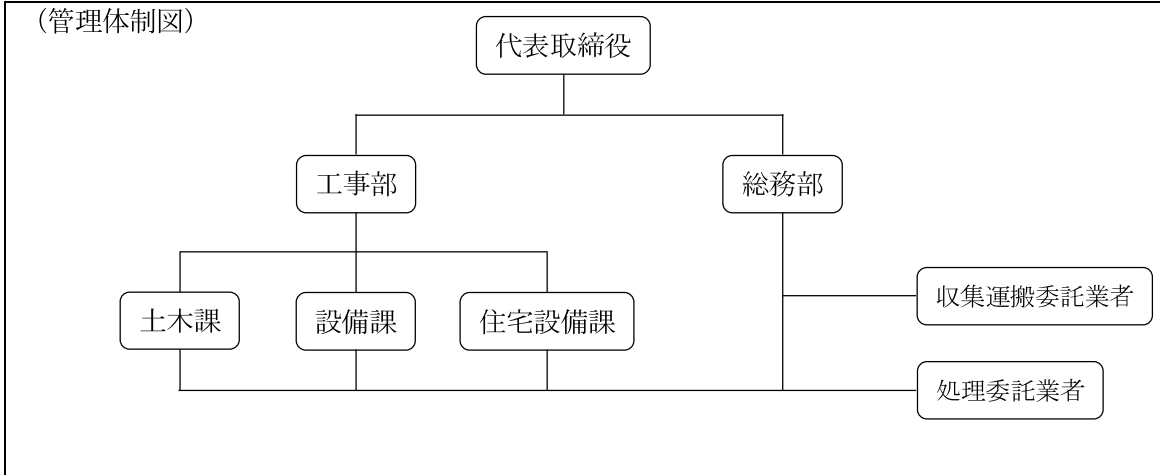 （管理体制図）
代表取締役
工事部
総務部
土木課
設備課
住宅設備課
収集運搬委託業者
処理委託業者